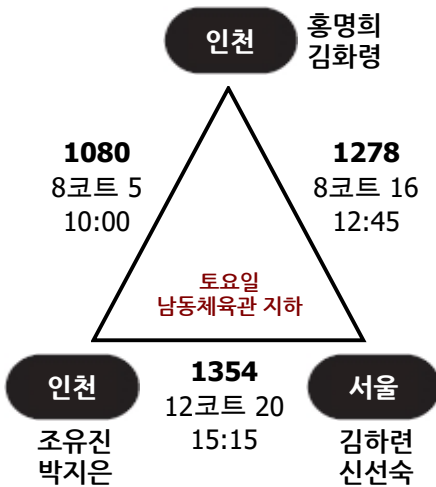 인천
홍명희
김화령
1080
8코트 5
10:00
1278
8코트 16
12:45
토요일
남동체육관 지하
인천
조유진
박지은
1354
12코트 20
15:15
서울
김하련
신선숙